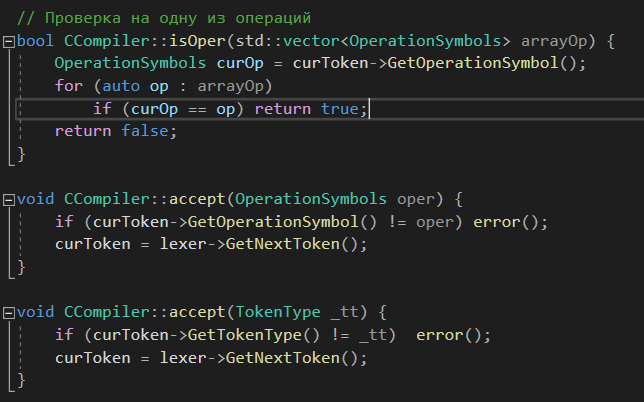 // Проверка на одну из операций
bool CCompiler::isOper(std::vector<OperationSymbols> arrayOp) {
    OperationSymbols curOp = curToken->GetOperationSymbol();
    for (auto op : arrayOp)
        if (curOp == op) return true;
    return false;
}
void CCompiler::accept(OperationSymbols oper) {
    if (curToken->GetOperationSymbol() != oper) error();
    curToken = lexer->GetNextToken();
}
void CCompiler::accept(TokenType _tt) {
    if (curToken->GetTokenType() != _tt)  error();
    curToken = lexer->GetNextToken();
}